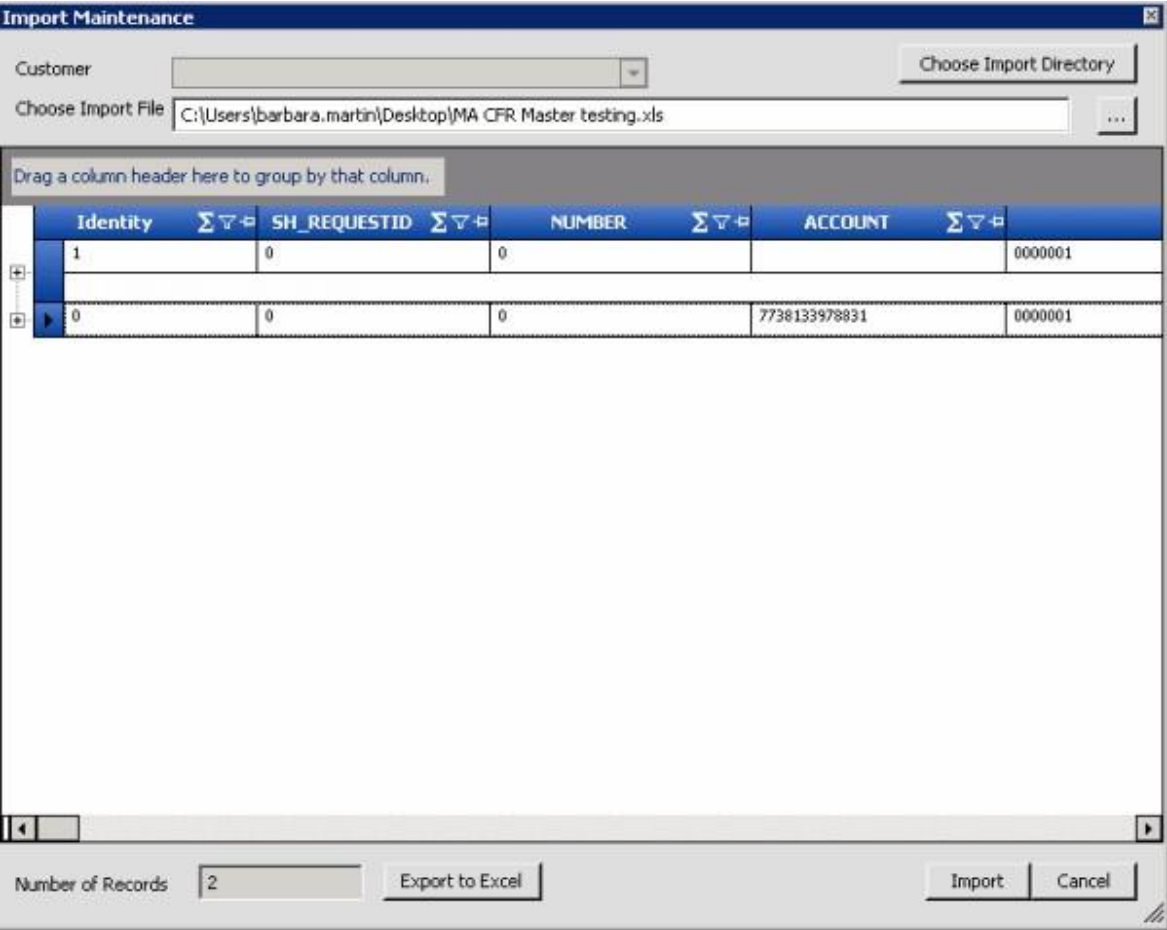 Import Maintenance
Customer
Choose Import Directory
Choose Import File C:\Users\barbara.martin\Desktop\MA CFR Master testing.xls ...
Drag a column header here to group by that column.
Identity Σ SH_REQUESTID Σ NUMBER Σ ACCOUNT Σ
1 0 0 0000001
0 0 0 7738133978831 0000001
Number of Records 2 Export to Excel Import Cancel